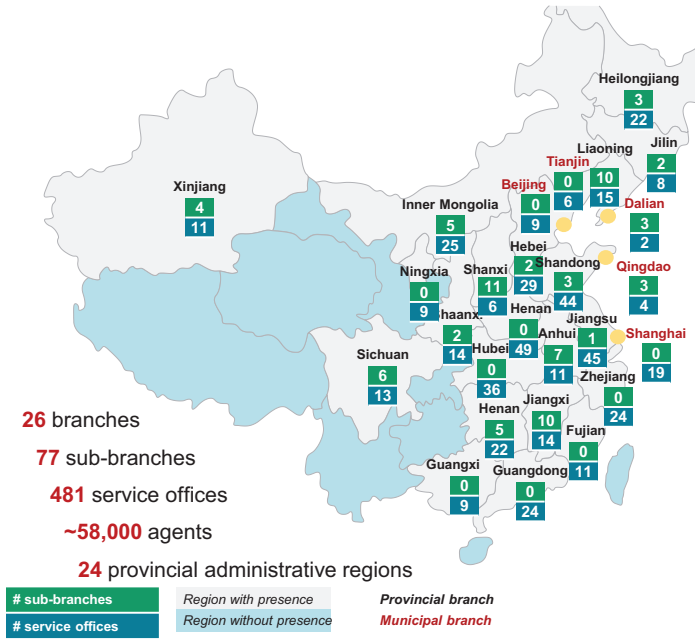 Heilongjiang
3
22
Jilin
2
8
Liaoning
10
15
Tianjin
0
6
Beijing
0
9
Dalian
3
2
Xinjiang
4
11
Inner Mongolia
5
25
Hebei
2
29
Shandong
3
44
Qingdao
3
4
Ningxia
0
9
Shanxi
11
6
Shaanx
2
14
Henan
0
49
Jiangsu
1
45
Anhui
7
11
Shanghai
0
19
Sichuan
6
13
Hubei
0
36
Zhejiang
0
24
Henan
5
22
Jiangxi
10
14
Fujian
0
11
Guangxi
0
9
Guangdong
0
24
26 branches
77 sub-branches
481 service offices
~58,000 agents
24 provincial administrative regions
# sub-branches
# service offices
Region with presence
Region without presence
Provincial branch
Municipal branch